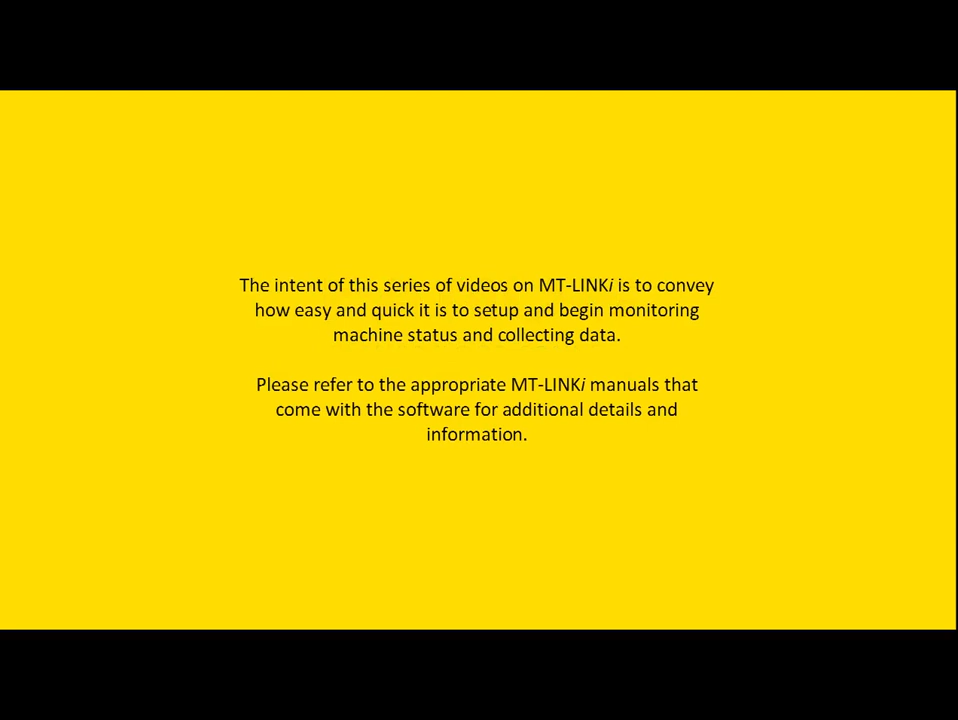 The intent of this series of videos on MT-LINKi is to convey
how easy and quick it is to setup and begin monitoring
machine status and collecting data.
Please refer to the appropriate MT-LINKi manuals that
come with the software for additional details and
information.